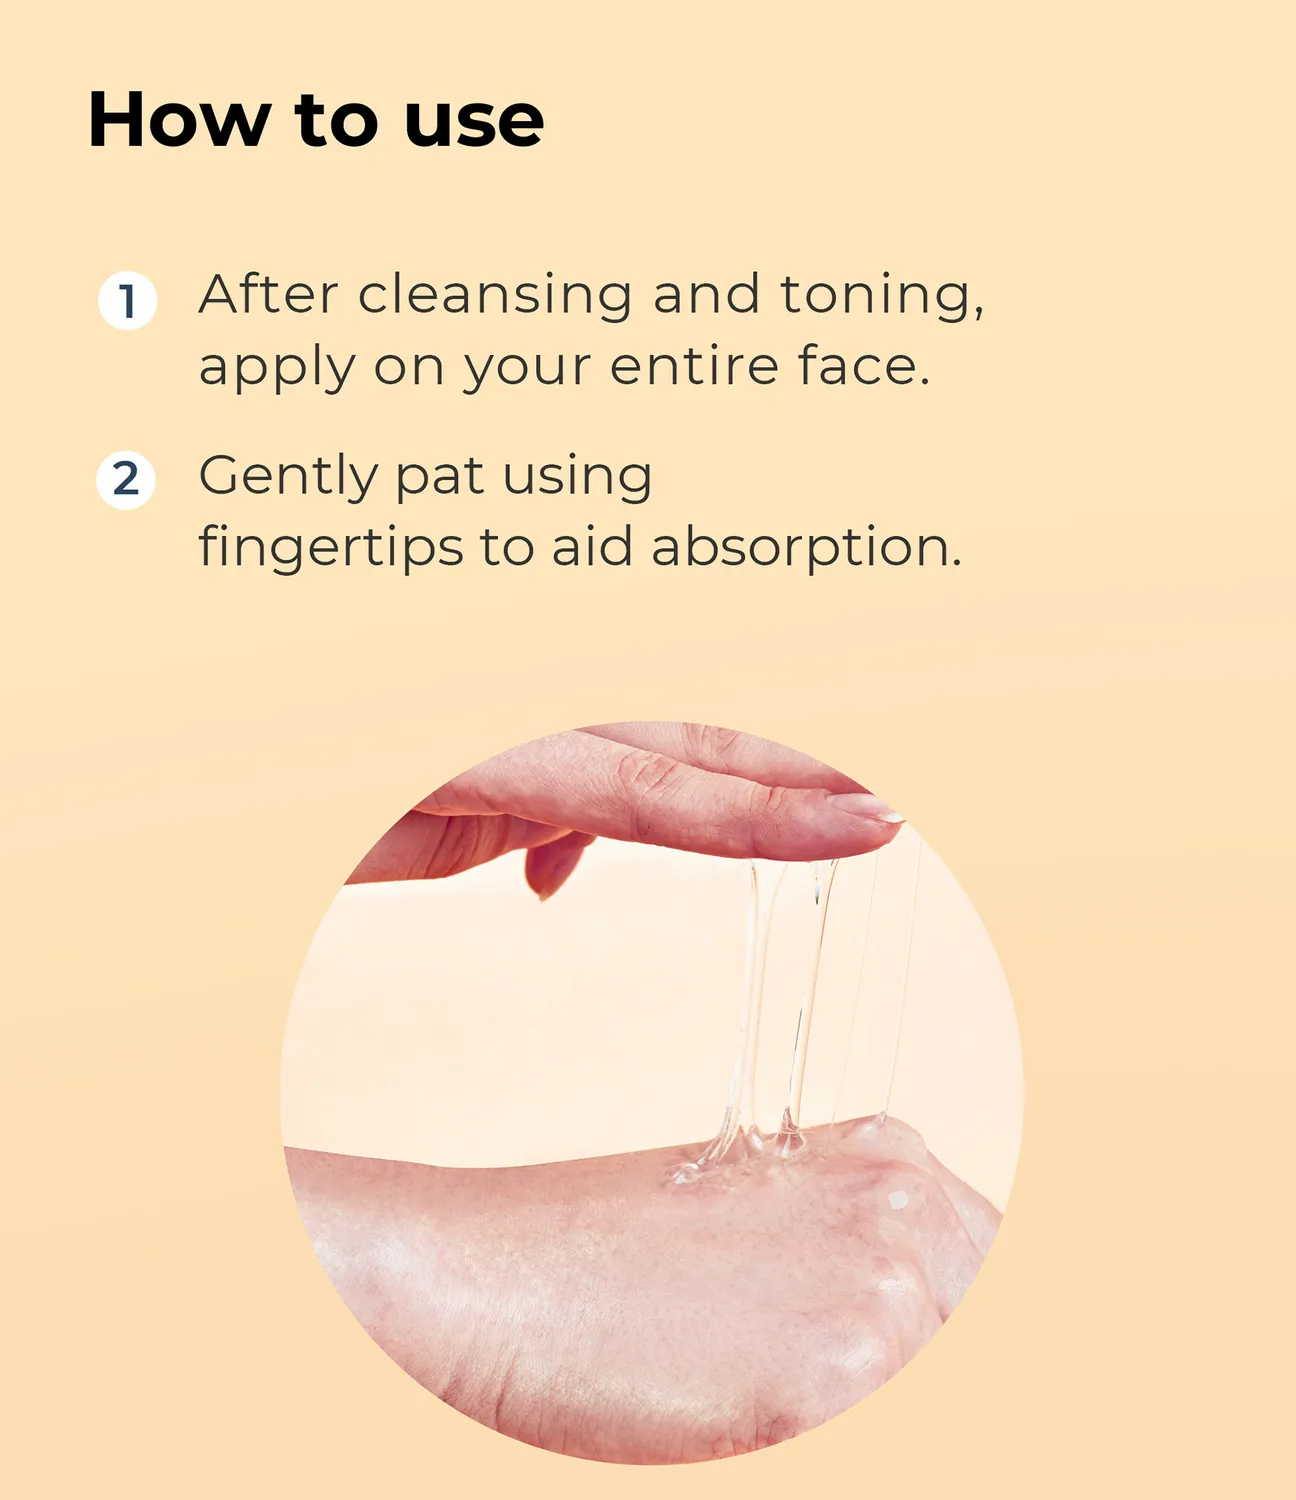 How to use
1 After cleansing and toning,
apply on your entire face.
2 Gently pat using
fingertips to aid absorption.